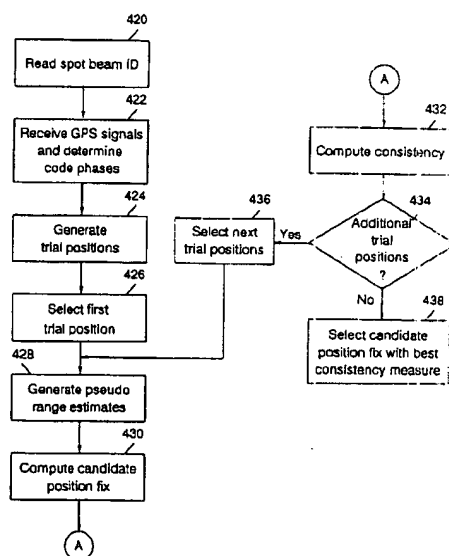 420
Read spot beam ID
422
Receive GPS signals
and determine
code phases
424
Generate
trial positions
426
Select first
trial position
428
Generate pseudo
range estimates
430
Compute candidate
position fix
A
A
432
Compute consistency
434
Additional
trial
positions
?
Yes
436
Select next
trial positions
No
438
Select candidate
position fix with best
consistency measure